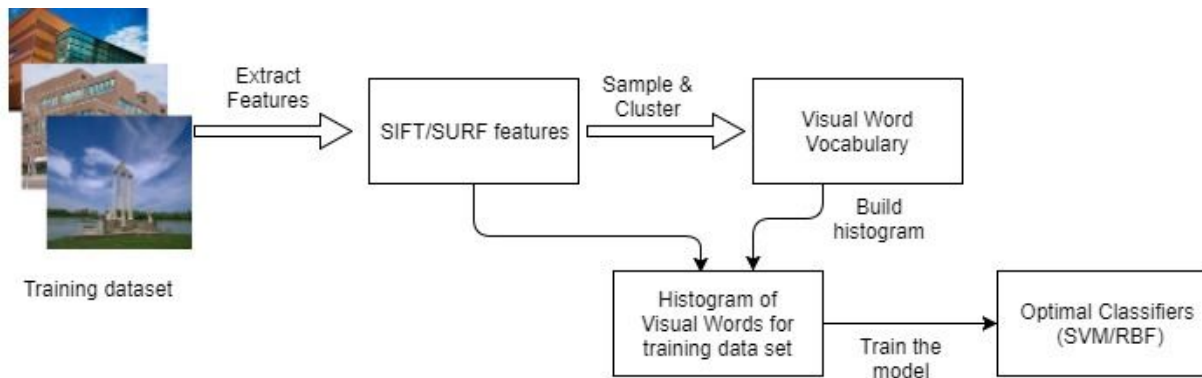 Extract
Features
Sample &
Cluster
SIFT/SURF features
Visual Word
Vocabulary
Build
histogram
Training dataset
Histogram of
Visual Words for
training data set
Train the
model
Optimal Classifiers
(SVM/RBF)